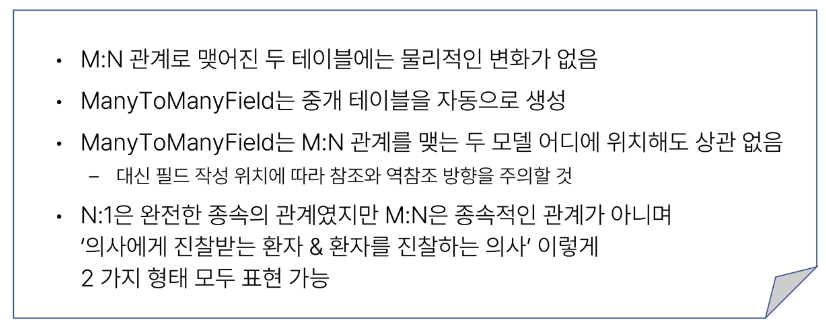 • M:N 관계로 맺어진 두 테이블에는 물리적인 변화가 없음
• ManyToManyField는 중개 테이블을 자동으로 생성
• ManyToManyField는 M:N 관계를 맺는 두 모델 어디에 위치해도 상관 없음
– 대신 필드 작성 위치에 따라 참조와 역참조 방향을 주의할 것
• N:1은 완전한 종속의 관계였지만 M:N은 종속적인 관계가 아니며
‘의사에게 진찰받는 환자 & 환자를 진찰하는 의사’ 이렇게
2 가지 형태 모두 표현 가능